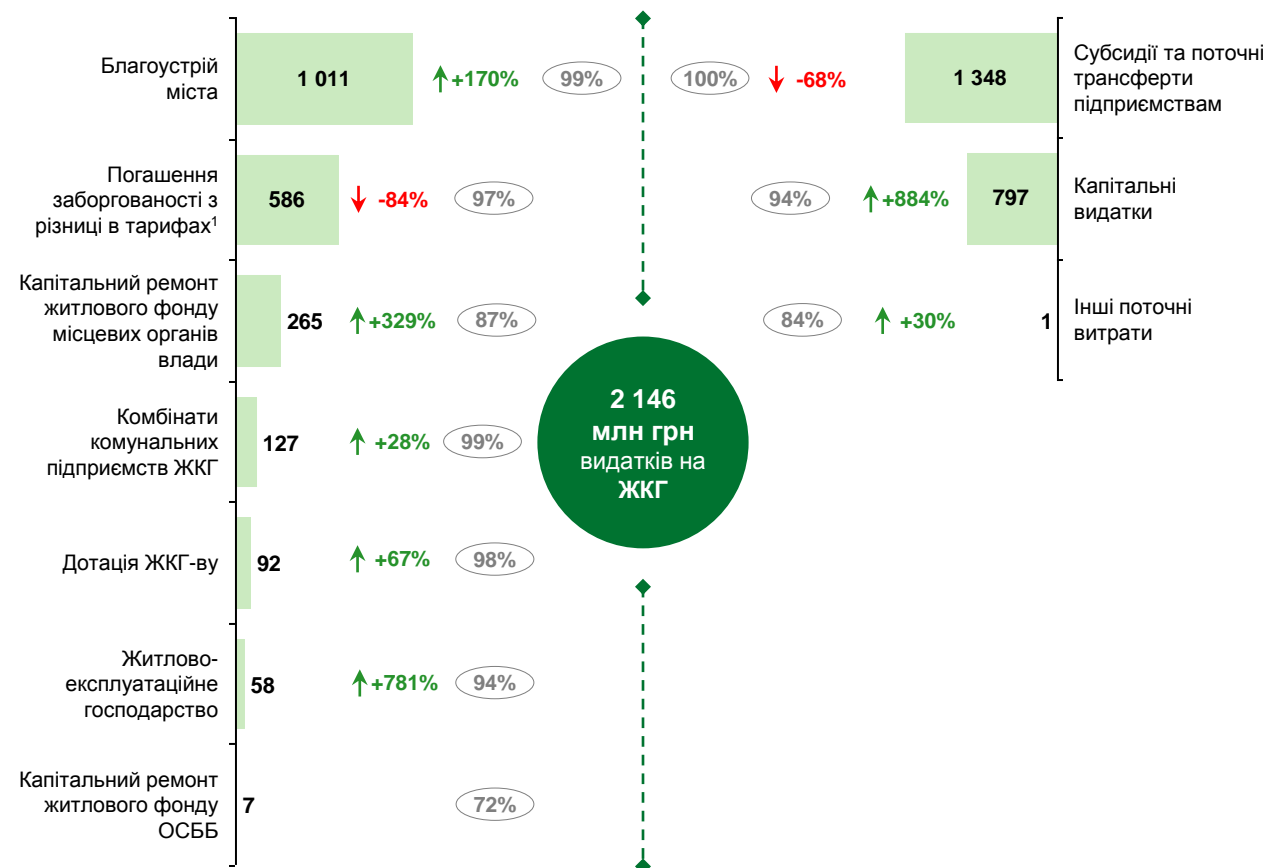 Благоустрій
міста
1 011
+170%
99%
Погашення
заборгованості з
різниці в тарифах¹
586
-84%
97%
Капітальний ремонт
житлового фонду
місцевих органів
влади
265
+329%
87%
Комбінати
комунальних
підприємств ЖКГ
127
+28%
99%
Дотація ЖКГ-ву
92
+67%
98%
Житлово-
експлуатаційне
господарство
58
+781%
94%
Капітальний ремонт
житлового фонду
ОСББ
7
72%
2 146
млн грн
видатків на
ЖКГ
100%
-68%
1 348
Субсидії та поточні
трансферти
підприємствам
94%
+884%
797
Капітальні
видатки
84%
+30%
1
Інші поточні
витрати